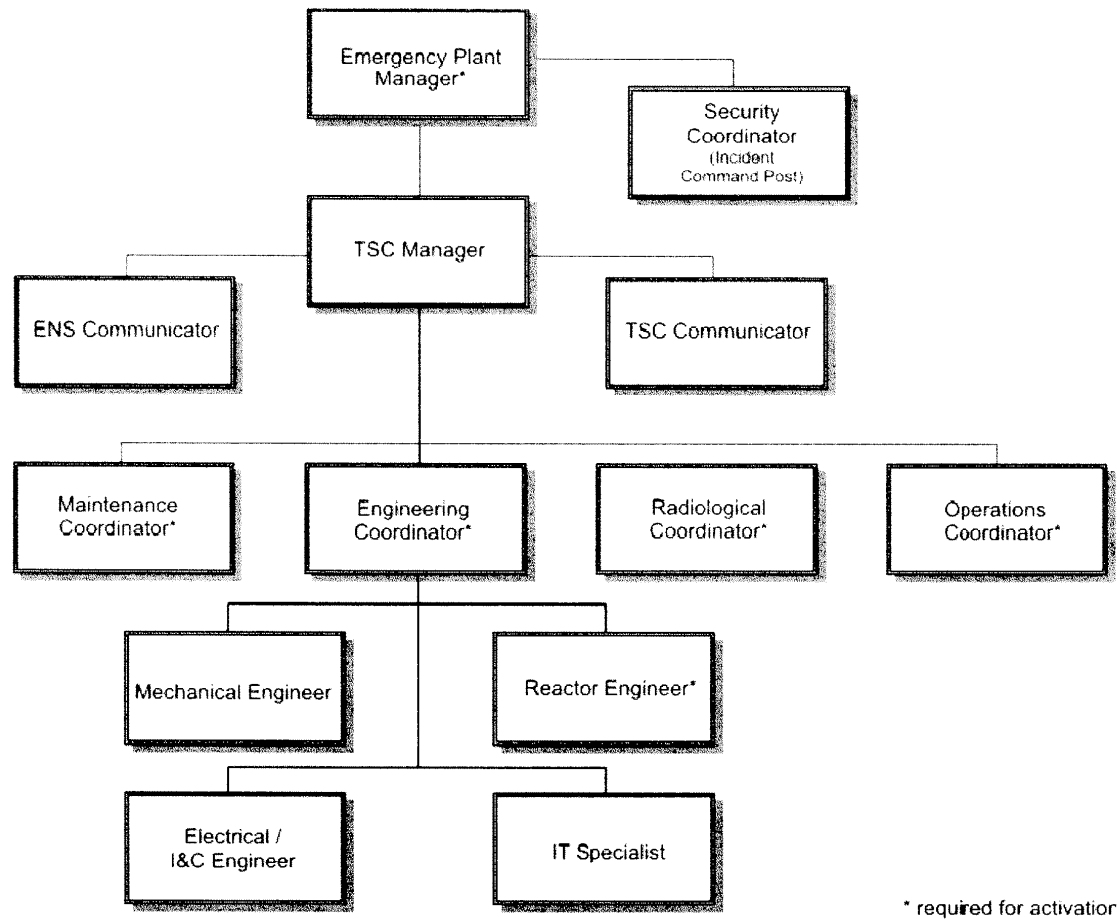 Emergency Plant
Manager*
Security
Coordinator
(Incident
Command Post)
TSC Manager
ENS Communicator
TSC Communicator
Maintenance
Coordinator*
Engineering
Coordinator*
Radiological
Coordinator*
Operations
Coordinator*
Mechanical Engineer
Reactor Engineer*
Electrical /
I&C Engineer
IT Specialist
* required for activation